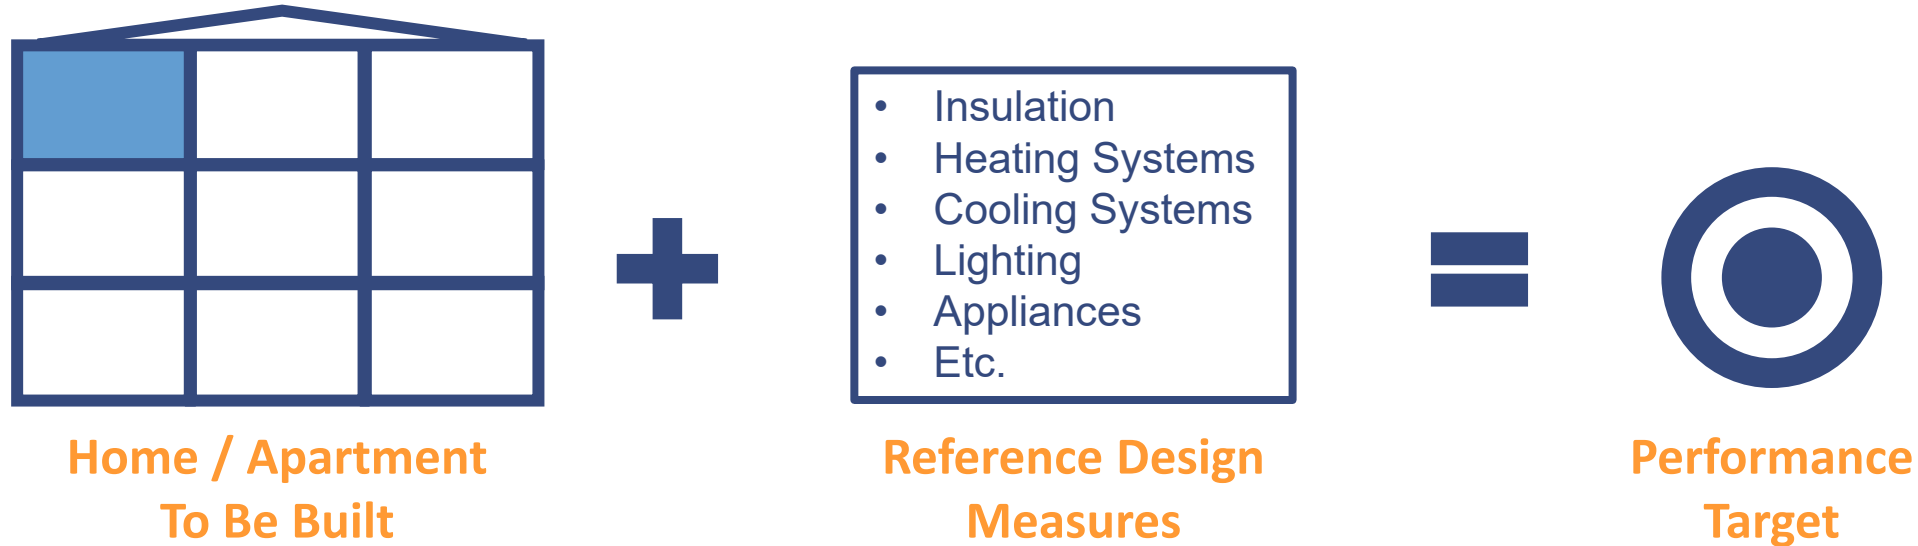 • Insulation
• Heating Systems
• Cooling Systems
• Lighting
• Appliances
• Etc.
Home / Apartment
To Be Built
Reference Design
Measures
Performance
Target